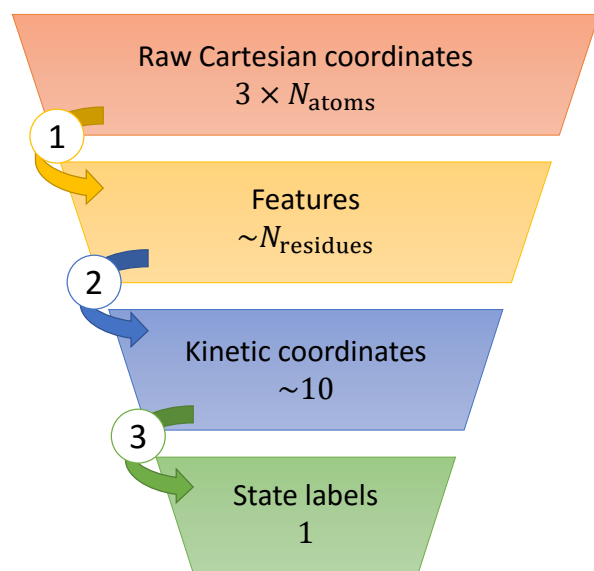 Raw Cartesian coordinates
3 × N_atoms
1
Features
~N_residues
2
Kinetic coordinates
~10
3
State labels
1